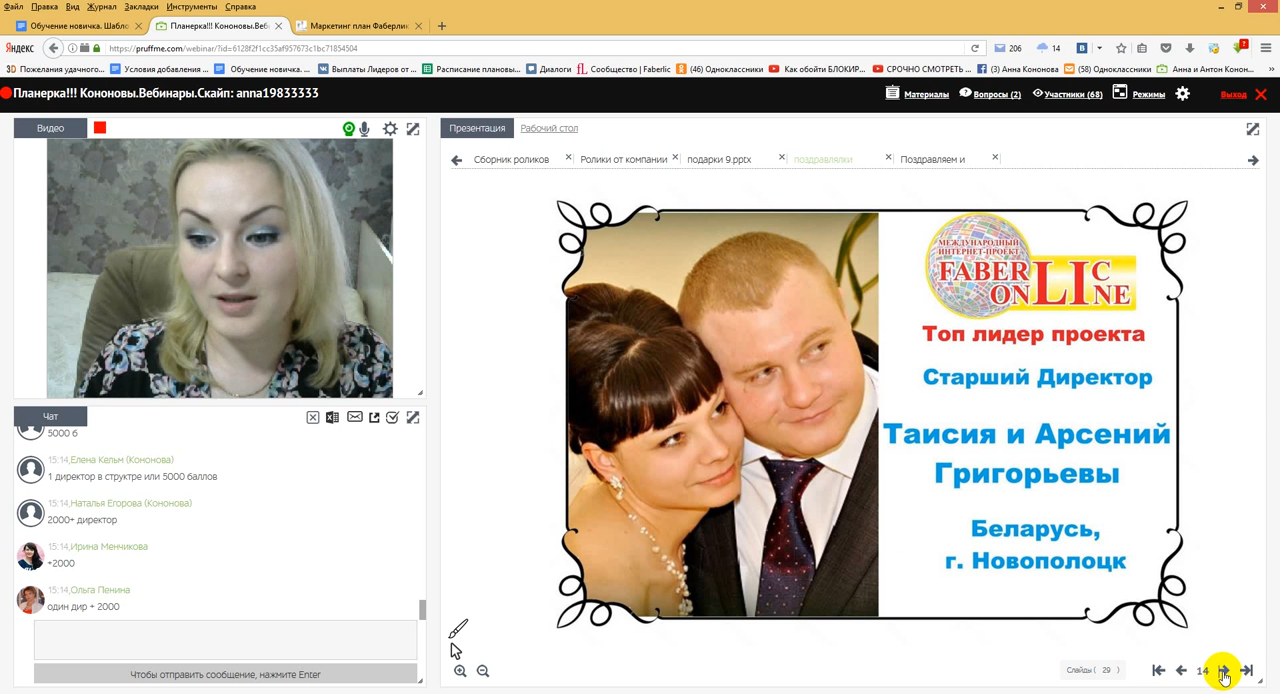 Файл Правка Вид Журнал Закладки Инструменты Справка
Обучение новичка. Шабло Планерка!!! Кононовы.Веб Маркетинг план Фаберли
Яндекс https://pruffme.com/webinar/?id=6128f2f1cc35af957673c1bc71854504 206 14
Пожелания удачного... Условия добавления ... Обучение новичка. ... Выплаты Лидеров от ... Расписание плановы... Диалоги Сообщество | Faberlic (46) Одноклассники Как обойти БЛОКИР... СРОЧНО СМОТРЕТЬ ... (3) Анна Кононова (58) Одноклассники Анна и Антон Конон...
Планерка!!! Кононовы.Вебинары.Скайп: anna19833333 Материалы Вопросы (2) Участники (68) Режимы Выход
Видео
Презентация Рабочий стол
Сборник роликов Ролики от компании подарки 9.pptx поздравлялки Поздравляем и
МЕЖДУНАРОДНЫЙ
ИНТЕРНЕТ-ПРОЕКТ
FABERLIC
ONLINE
Топ лидер проекта
Старший Директор
Таисия и Арсений
Григорьевы
Беларусь,
г. Новополоцк
Чат
5000 б
15:14,Елена Кельм (Кононова)
1 директор в структре или 5000 баллов
15:14,Наталья Егорова (Кононова)
2000+ директор
15:14,Ирина Менчикова
+2000
15:14,Ольга Пенина
один дир + 2000
Чтобы отправить сообщение, нажмите Enter
Слайды ( 29 ) 14